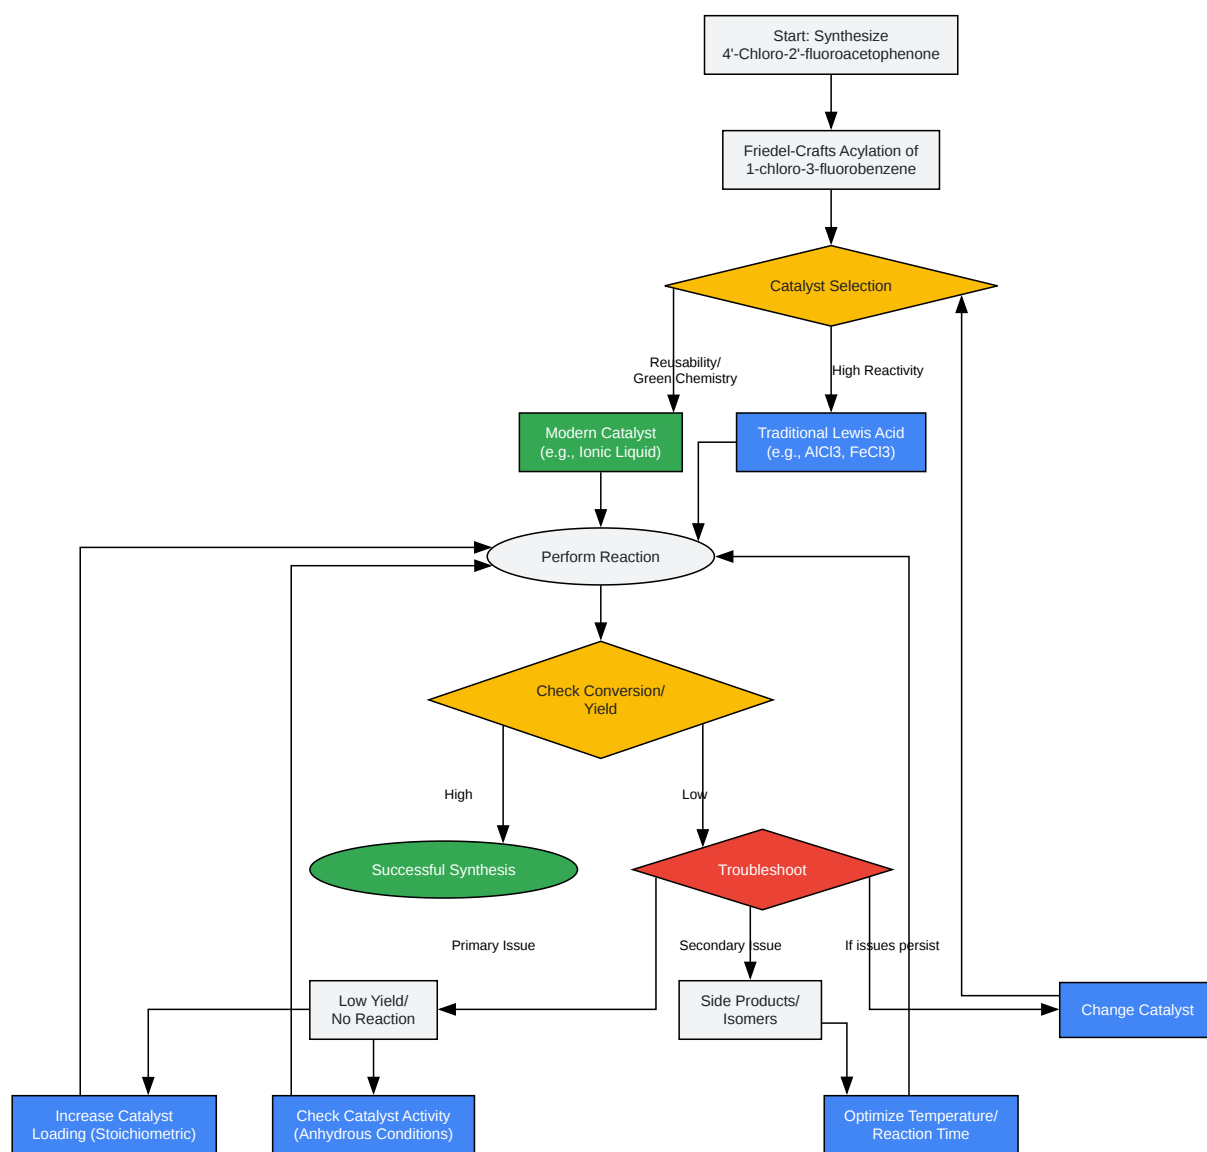 Start: Synthesize
4'-Chloro-2'-fluoroacetophenone
Friedel-Crafts Acylation of
1-chloro-3-fluorobenzene
Catalyst Selection
Reusability/
Green Chemistry
High Reactivity
Modern Catalyst
(e.g., Ionic Liquid)
Traditional Lewis Acid
(e.g., AlCl3, FeCl3)
Perform Reaction
Check Conversion/
Yield
High
Low
Successful Synthesis
Troubleshoot
Primary Issue
Secondary Issue
If issues persist
Low Yield/
No Reaction
Side Products/
Isomers
Change Catalyst
Increase Catalyst
Loading (Stoichiometric)
Check Catalyst Activity
(Anhydrous Conditions)
Optimize Temperature/
Reaction Time